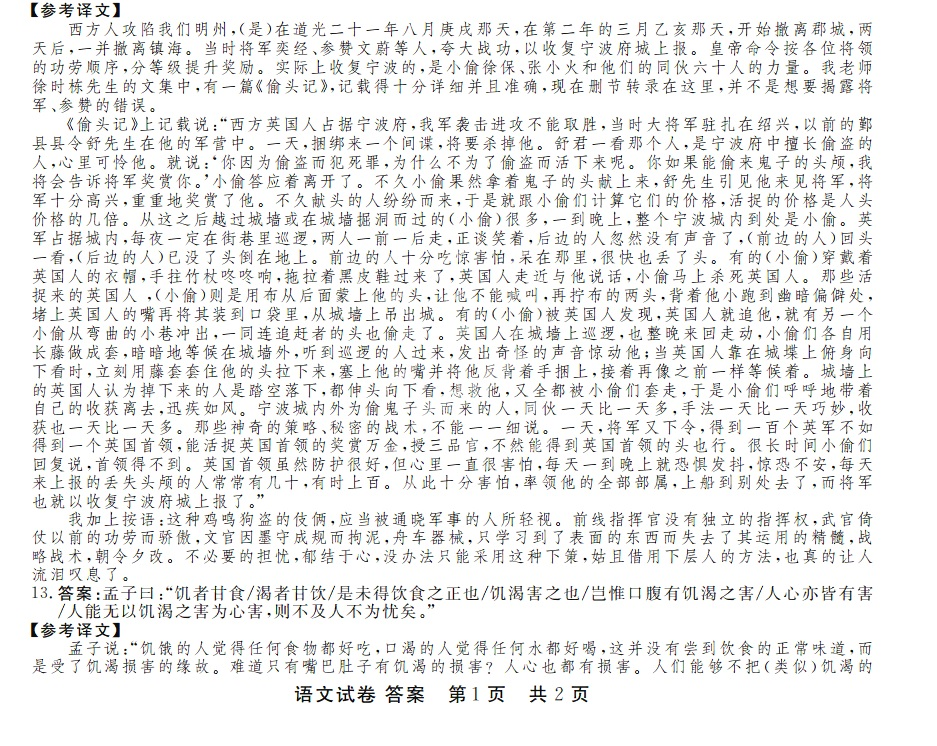 【参考译文】
西方人攻陷我们明州,(是)在道光二十一年八月庚戌那天,在第二年的三月乙亥那天,开始撤离郡城,两
天后,一并撤离镇海。当时将军奕经、参赞文蔚等人,夸大战功,以收复宁波府城上报。皇帝命令按各位将领
的功劳顺序,分等级提升奖励。实际上收复宁波的,是小偷徐保、张小火和他们的同伙六十人的力量。我老师
徐时栋先生的文集中,有一篇《偷头记》,记载得十分详细并且准确,现在删节转录在这里,并不是想要揭露将
军、参赞的错误。
《偷头记》上记载说:“西方英国人占据宁波府,我军袭击进攻不能取胜,当时大将军驻扎在绍兴,以前的鄞
县县令舒先生在他的军营中。一天,捆绑来一个间谍,将要杀掉他。舒君一看那个人,是宁波府中擅长偷盗的
人,心里可怜他。就说:‘你因为偷盗而犯死罪,为什么不为了偷盗而活下来呢。你如果能偷来鬼子的头颅,我
将会告诉将军奖赏你。’小偷答应着离开了。不久小偷果然拿着鬼子的头献上来,舒先生引见他来见将军,将
军十分高兴,重重地奖赏了他。不久献头的人纷纷而来,于是就跟小偷们计算它们的价格,活捉的价格是人头
价格的几倍。从这之后越过城墙或在城墙掘洞而过的(小偷)很多,一到晚上,整个宁波城内到处是小偷。英
军占据城内,每夜一定在街巷里巡逻,两人一前一后走,正谈笑着,后边的人忽然没有声音了,(前边的人)回头
一看,(后边的人)已没了头倒在地上。前边的人十分吃惊害怕,呆在那里,很快也丢了头。有的(小偷)穿戴着
英国人的衣帽,手拄竹杖咚咚响,拖拉着黑皮鞋过来了,英国人走近与他说话,小偷马上杀死英国人。那些活
捉来的英国人,(小偷)则是用布从后面蒙上他的头,让他不能喊叫,再拧布的两头,背着他小跑到幽暗偏僻处,
堵上英国人的嘴再将其装到口袋里,从城墙上吊出城。有的(小偷)被英国人发现,英国人就追他,就有另一个
小偷从弯曲的小巷冲出,一同连追赶者的头也偷走了。英国人在城墙上巡逻,也整晚来回走动,小偷们各自用
长藤做成套,暗暗地等候在城墙外,听到巡逻的人过来,发出奇怪的声音惊动他;当英国人靠在城堞上俯身向
下看时,立刻用藤套套住他的头拉下来,塞上他的嘴并将他反背着手捆上,接着再像之前一样等候着。城墙上
的英国人认为掉下来的人是踏空落下,都伸头向下看,想救他,又全都被小偷们套走,于是小偷们呼呼地带着
自己的收获离去,迅疾如风。宁波城内外为偷鬼子头而来的人,同伙一天比一天多,手法一天比一天巧妙,收
获也一天比一天多。那些神奇的策略、秘密的战术,不能一一细说。一天,将军又下令,得到一百个英军不如
得到一个英国首领,能活捉英国首领的奖赏万金,授三品官,不然能得到英国首领的头也行。很长时间小偷们
回复说,首领得不到。英国首领虽然防护很好,但心里一直很害怕,每天一到晚上就恐惧发抖,惊恐不安,每天
来上报的丢失头颅的人常常有几十,有时上百。从此十分害怕,率领他的全部部属,上船到别处去了,而将军
也就以收复宁波府城上报了。”
我加上按语:这种鸡鸣狗盗的伎俩,应当被通晓军事的人所轻视。前线指挥官没有独立的指挥权,武官倚
仗以前的功劳而骄傲,文官因墨守成规而拘泥,舟车器械,只学习到了表面的东西而失去了其运用的精髓,战
略战术,朝令夕改。不必要的担忧,郁结于心,没办法只能采用这种下策,姑且借用下层人的方法,也真的让人
流泪叹息了。
13.答案:孟子曰:“饥者甘食/渴者甘饮/是未得饮食之正也/饥渴害之也/岂惟口腹有饥渴之害/人心亦皆有害
/人能无以饥渴之害为心害,则不及人不为忧矣。”
【参考译文】
孟子说:“饥饿的人觉得任何食物都好吃,口渴的人觉得任何水都好喝,这并没有尝到饮食的正常味道,而
是受了饥渴损害的缘故。难道只有嘴巴肚子有饥渴的损害?人心也都有损害。人们能够不把(类似)饥渴的
语文试卷 答案 第1页 共2页